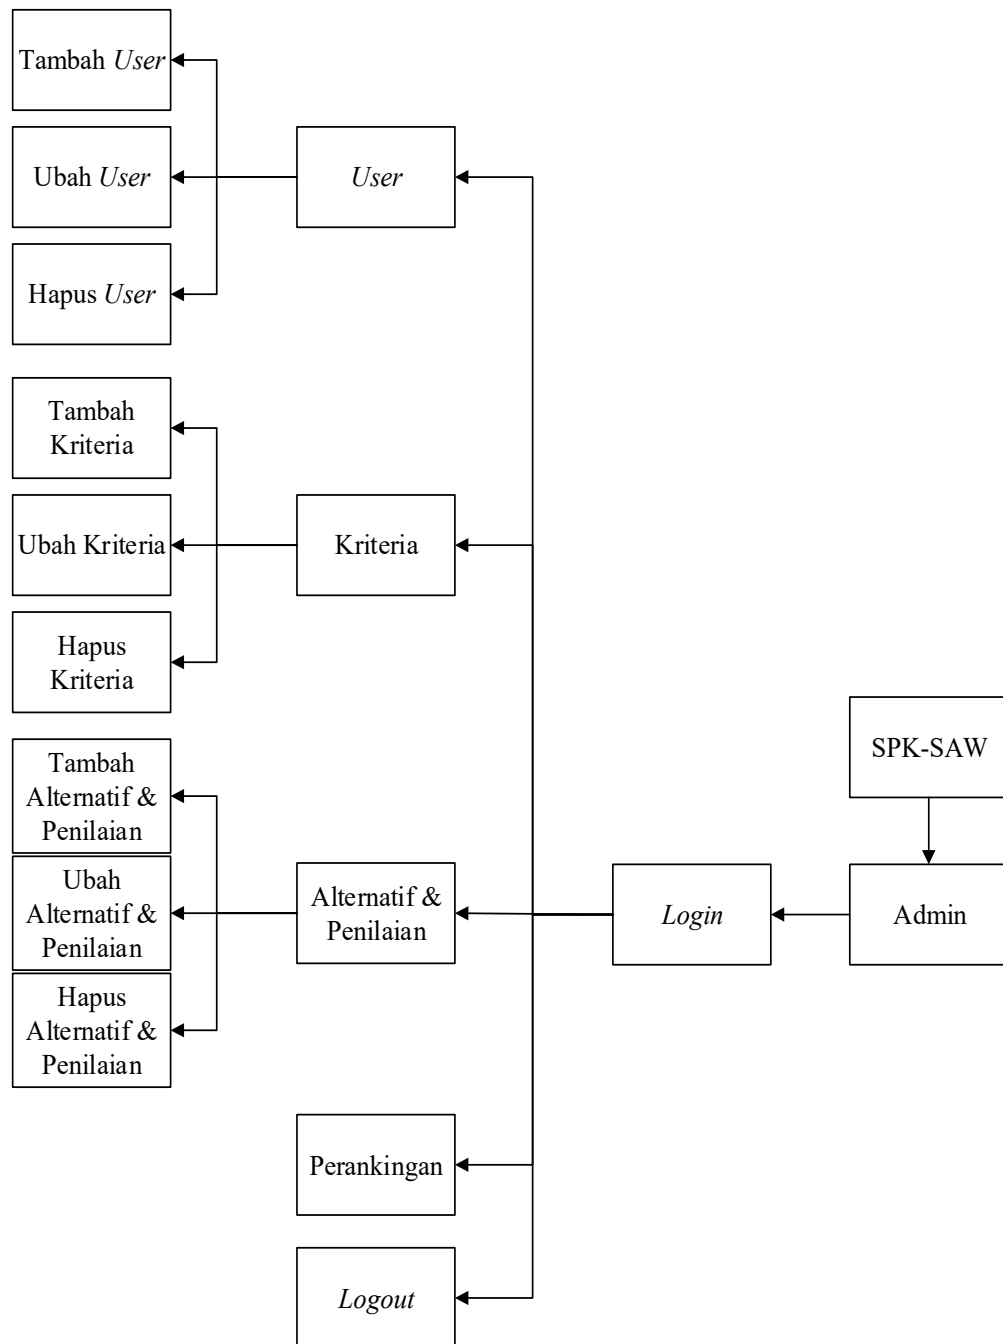 Tambah User
Ubah User
User
Hapus User
Tambah
Kriteria
Ubah Kriteria
Kriteria
Hapus
Kriteria
SPK-SAW
Tambah
Alternatif &
Penilaian
Ubah
Alternatif &
Penilaian
Alternatif &
Penilaian
Login
Admin
Hapus
Alternatif &
Penilaian
Perankingan
Logout